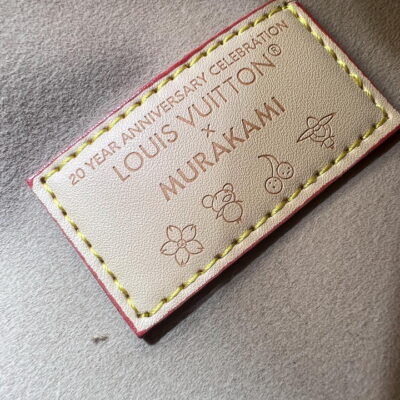 20 YEAR ANNIVERSARY CELEBRATION
LOUIS VUITTON®
×
MURAKAMI